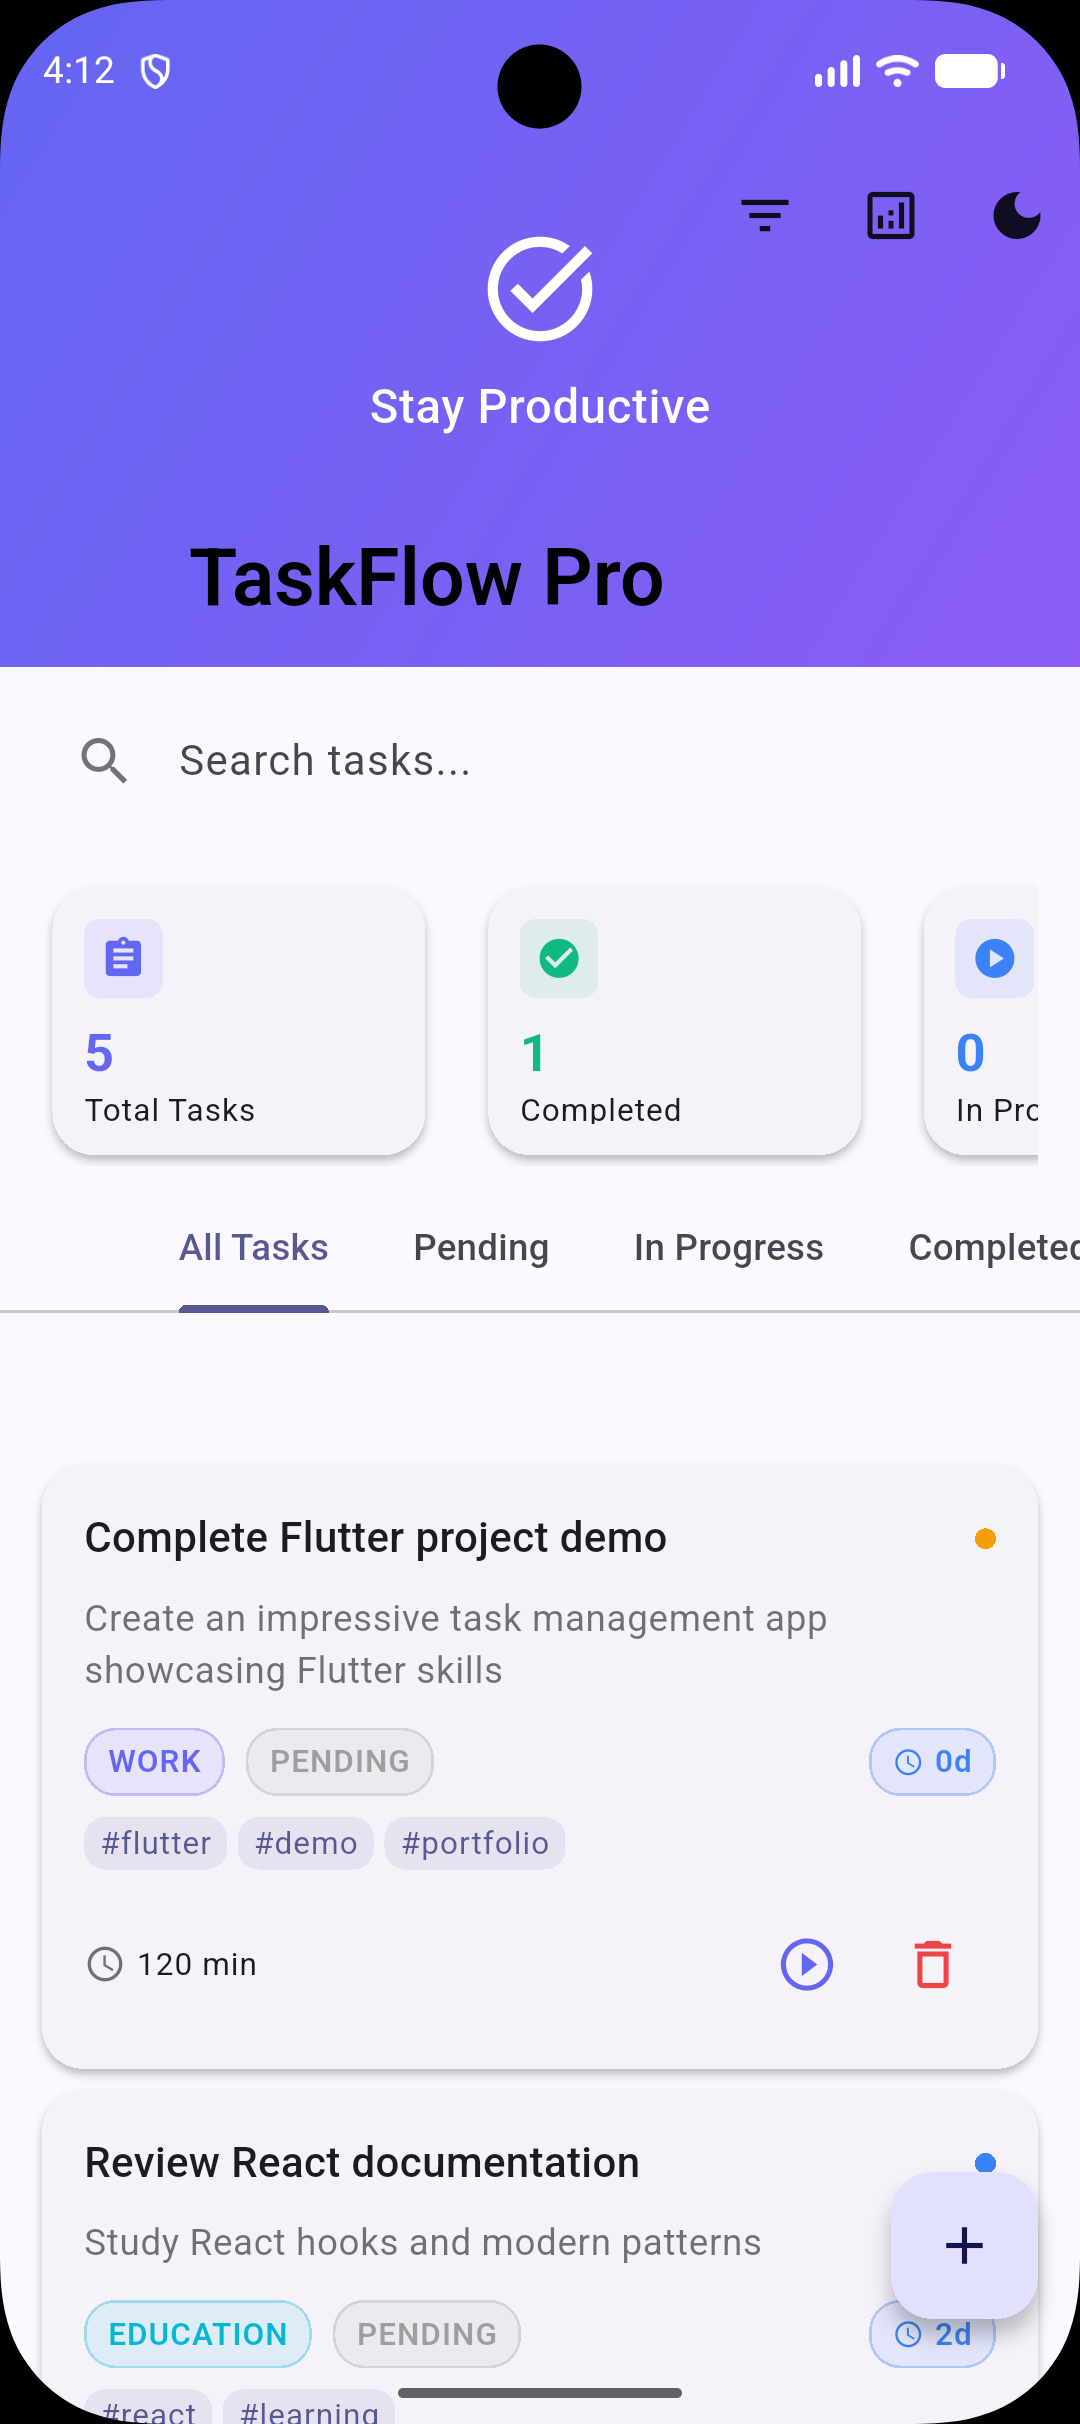 4:12
Stay Productive
TaskFlow Pro
Search tasks...
5
Total Tasks
1
Completed
0
In Pro
All Tasks Pending In Progress Completed
Complete Flutter project demo
Create an impressive task management app
showcasing Flutter skills
WORK PENDING 0d
#flutter #demo #portfolio
120 min
Review React documentation
Study React hooks and modern patterns
EDUCATION PENDING 2d
#react #learning